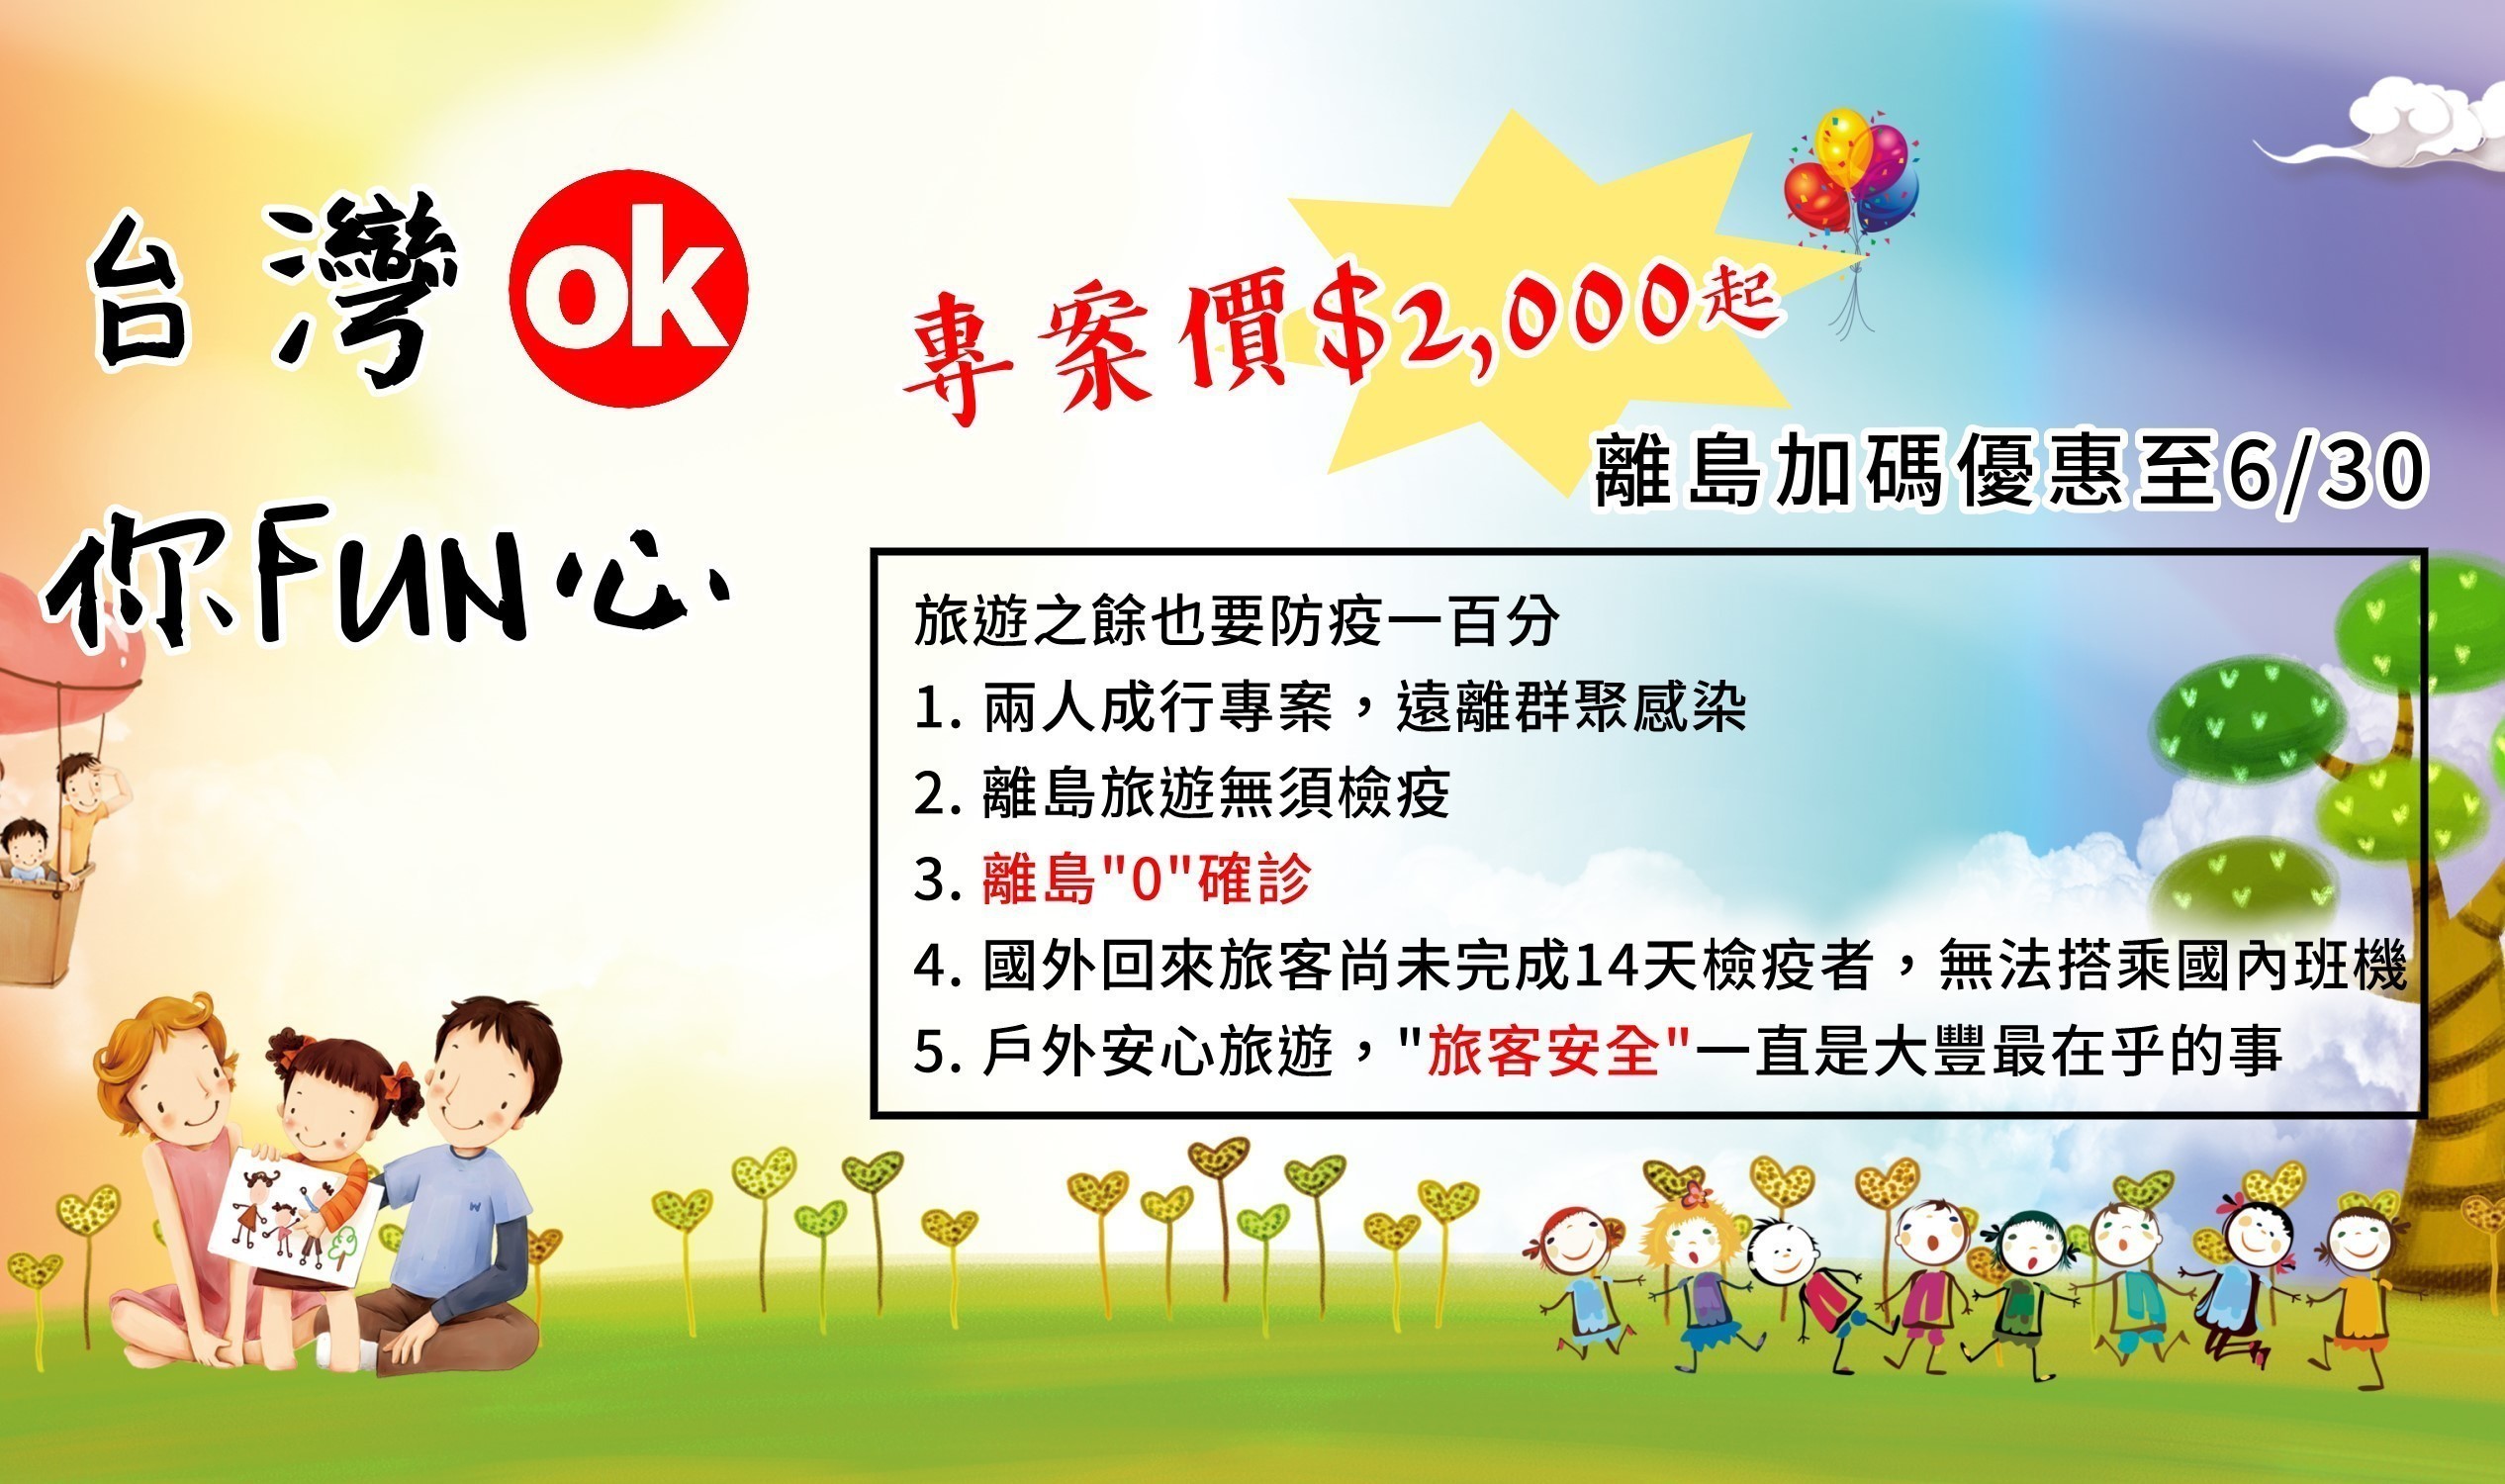 台灣ok
你FUN心
專案價$2,000起
離島加碼優惠至6/30
旅遊之餘也要防疫一百分
1. 兩人成行專案，遠離群聚感染
2. 離島旅遊無須檢疫
3. 離島"0"確診
4. 國外回來旅客尚未完成14天檢疫者，無法搭乘國內班機
5. 戶外安心旅遊，"旅客安全"一直是大豐最在乎的事